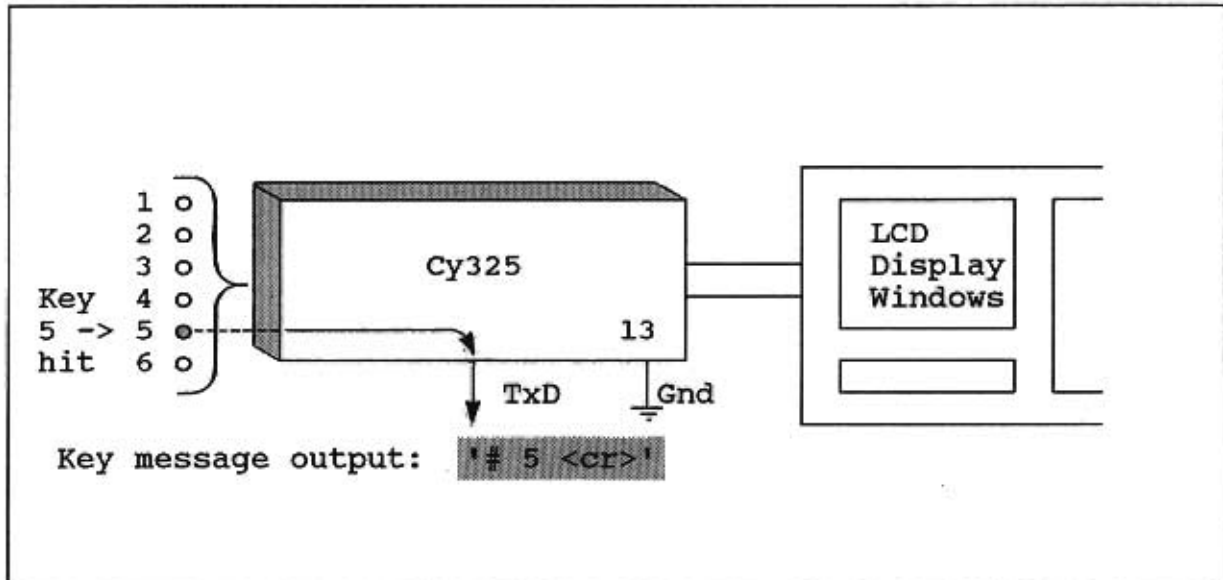 1
2
3
Key 4
5 -> 5
hit 6
Cy325
13
LCD
Display
Windows
TxD
Gnd
Key message output: '# 5 <cr>'